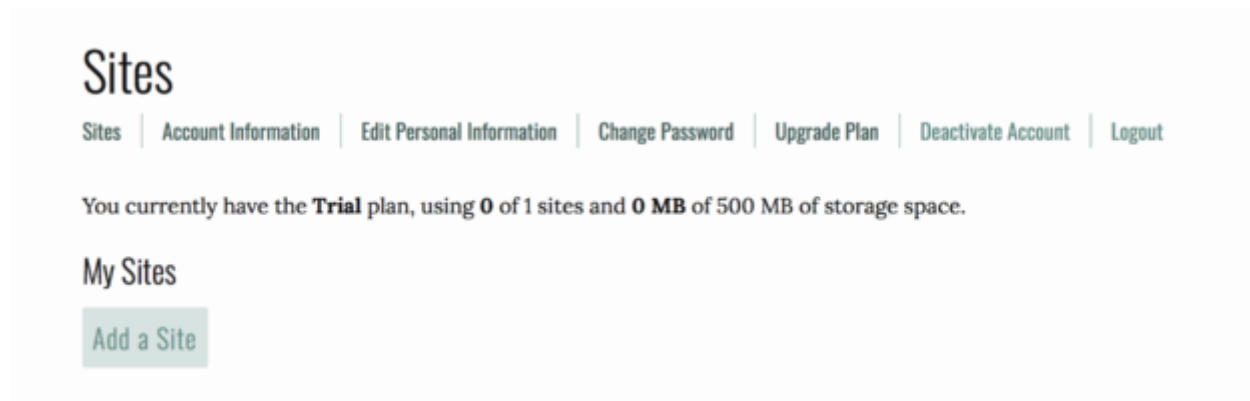 Sites
Sites Account Information Edit Personal Information Change Password Upgrade Plan Deactivate Account Logout
You currently have the Trial plan, using 0 of 1 sites and 0 MB of 500 MB of storage space.
My Sites
Add a Site